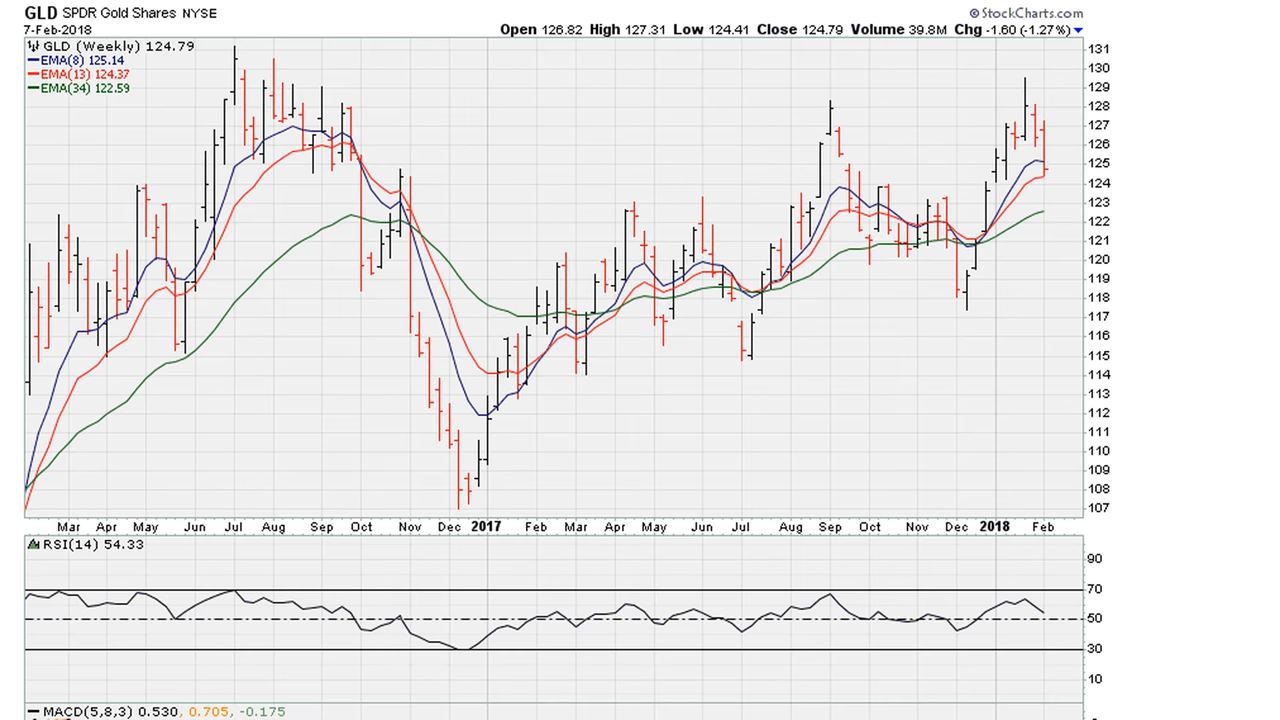 GLD SPDR Gold Shares NYSE
© StockCharts.com
7-Feb-2018
Open 126.82 High 127.31 Low 124.41 Close 124.79 Volume 39.8M Chg -1.60 (-1.27%)
GLD (Weekly) 124.79
EMA(8) 125.14
EMA(13) 124.37
EMA(34) 122.59
131
130
129
128
127
126
125
124
123
122
121
120
119
118
117
116
115
114
113
112
111
110
109
108
107
Mar Apr May Jun Jul Aug Sep Oct Nov Dec 2017 Feb Mar Apr May Jun Jul Aug Sep Oct Nov Dec 2018 Feb
RSI(14) 54.33
90
70
50
30
10
MACD(5,8,3) 0.530, 0.705, -0.175